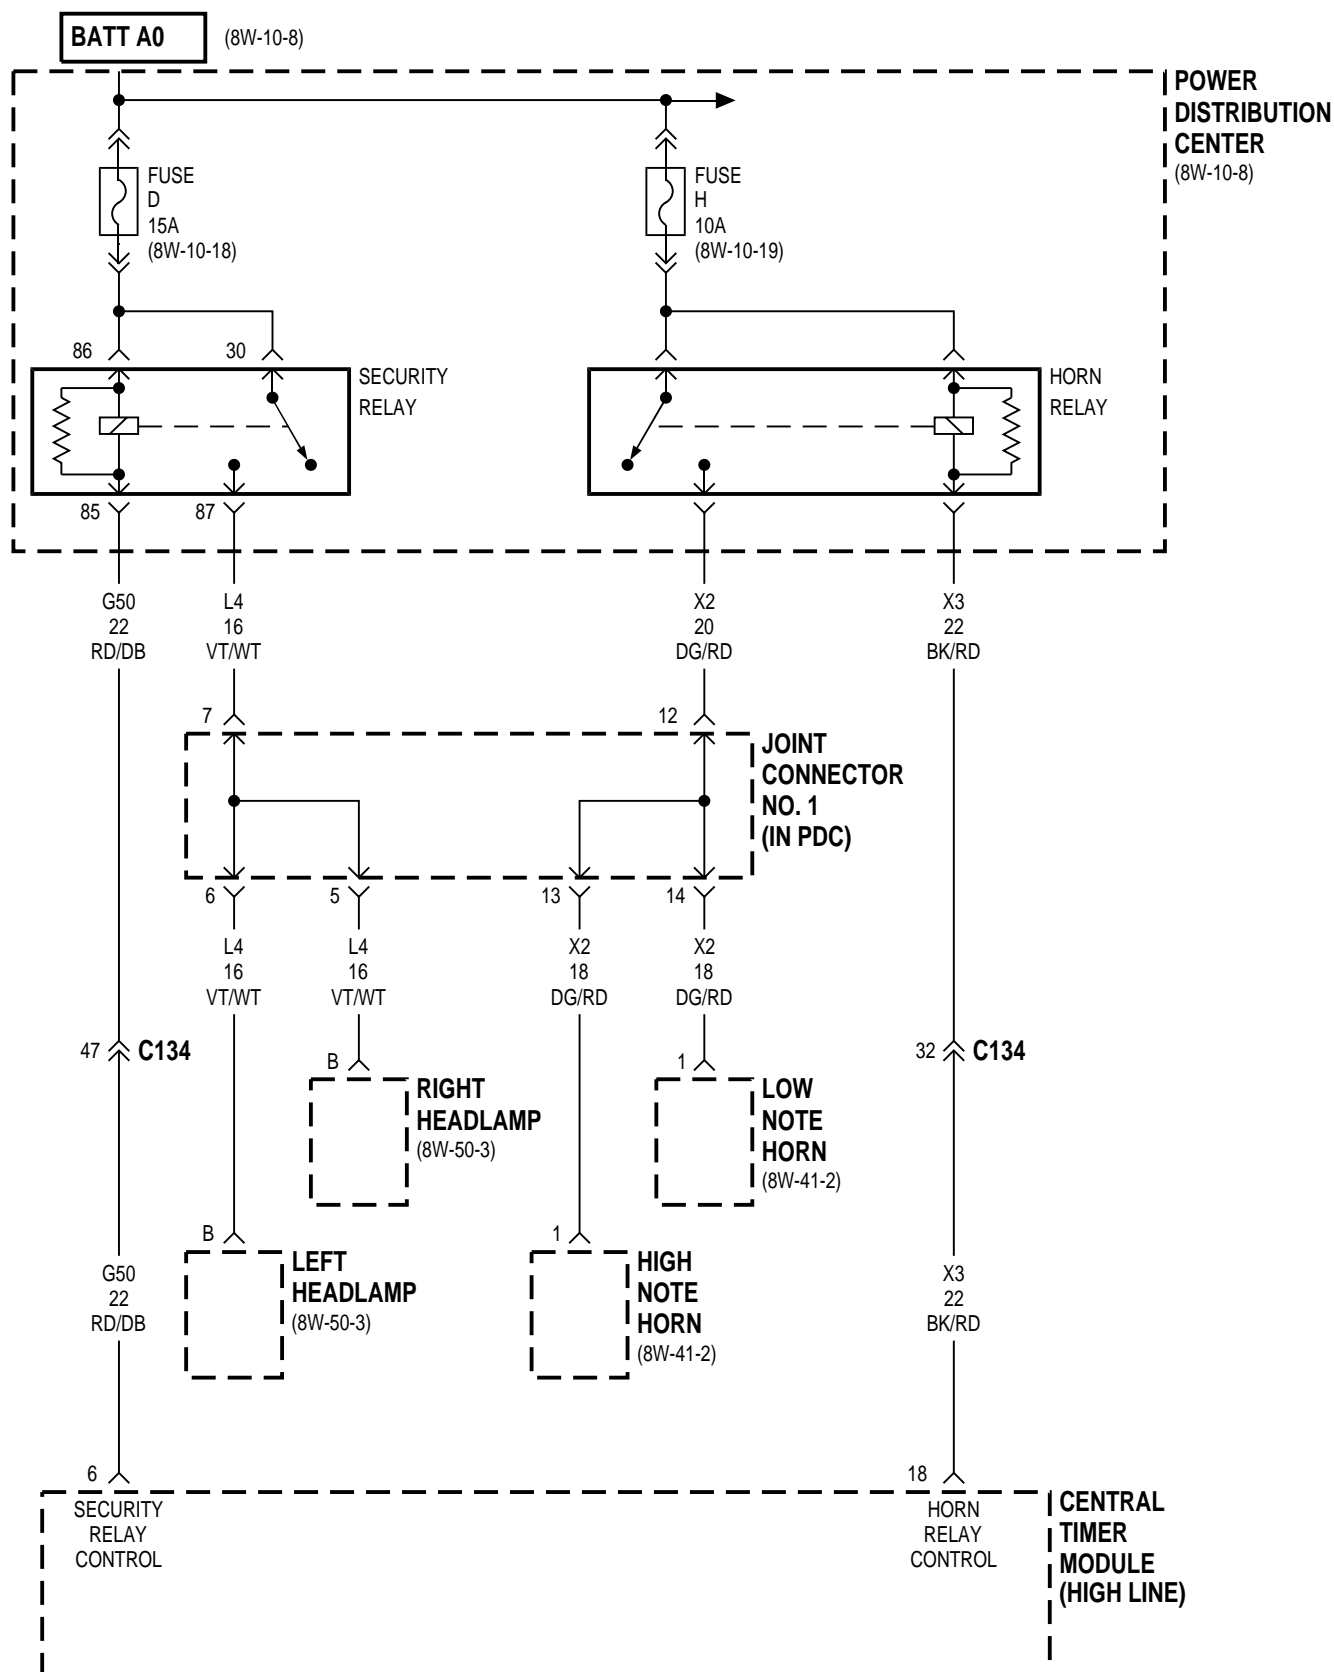 BATT A0
(8W-10-8)
POWER
DISTRIBUTION
CENTER
(8W-10-8)
FUSE
D
15A
(8W-10-18)
FUSE
H
10A
(8W-10-19)
86
30
SECURITY
RELAY
HORN
RELAY
85
87
G50
22
RD/DB
L4
16
VT/WT
X2
20
DG/RD
X3
22
BK/RD
7
12
JOINT
CONNECTOR
NO. 1
(IN PDC)
6
5
13
14
L4
16
VT/WT
L4
16
VT/WT
X2
18
DG/RD
X2
18
DG/RD
47
C134
32
C134
B
RIGHT
HEADLAMP
(8W-50-3)
1
LOW
NOTE
HORN
(8W-41-2)
B
LEFT
HEADLAMP
(8W-50-3)
1
HIGH
NOTE
HORN
(8W-41-2)
G50
22
RD/DB
X3
22
BK/RD
6
18
SECURITY
RELAY
CONTROL
HORN
RELAY
CONTROL
CENTRAL
TIMER
MODULE
(HIGH LINE)